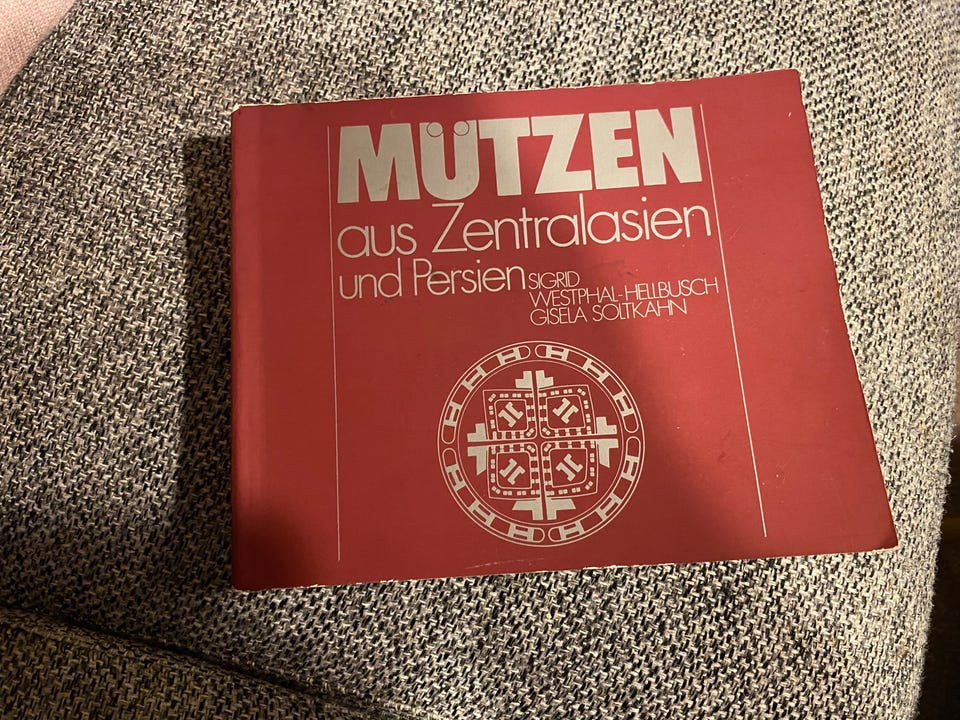 MÜTZEN
aus Zentralasien
und Persien
SIGRID
WESTPHAL-HELLBUSCH
GISELA SOLTKAHN